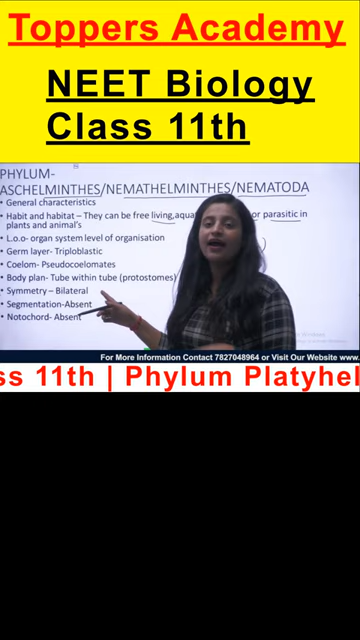 Toppers Academy
NEET Biology
Class 11th
PHYLUM-
ASCHELMINTHES/NEMATHELMINTHES/NEMATODA
• General characteristics
• Habit and habitat – They can be free living, aqua or parasitic in
plants and animal's
• L.o.o- organ system level of organisation
• Germ layer- Triploblastic
• Coelom- Pseudocoelomates
• Body plan- Tube within tube (protostomes)
• Symmetry – Bilateral
• Segmentation-Absent
• Notochord- Absent
For More Information Contact 7827048964 or Visit Our Website www.
ss 11th | Phylum Platyhel